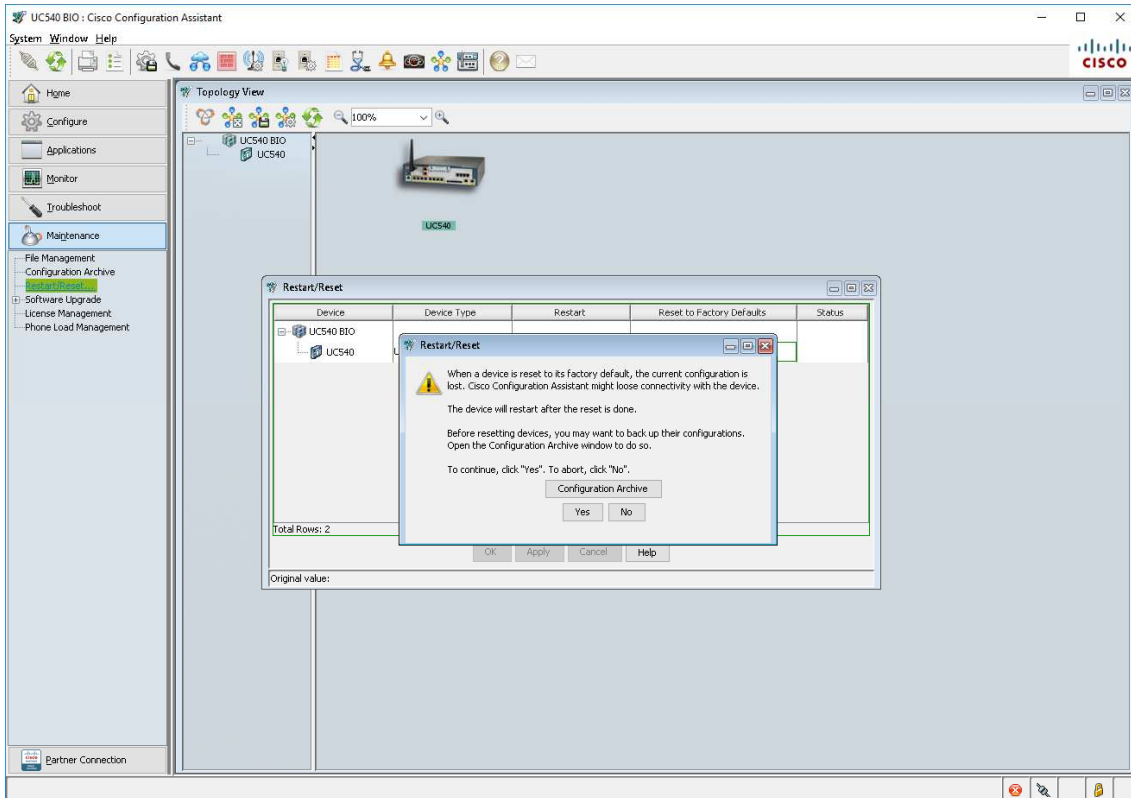 UC540 BIO : Cisco Configuration Assistant
System Window Help
CISCO
Home
Configure
Applications
Monitor
Troubleshoot
Maintenance
File Management
Configuration Archive
Restart/Reset...
Software Upgrade
License Management
Phone Load Management
Partner Connection
Topology View
100%
UC540 BIO
UC540
UC540
Restart/Reset
Device Device Type Restart Reset to Factory Defaults Status
UC540 BIO
UC540
Total Rows: 2
OK Apply Cancel Help
Original value:
Restart/Reset
When a device is reset to its factory default, the current configuration is
lost. Cisco Configuration Assistant might loose connectivity with the device.
The device will restart after the reset is done.
Before resetting devices, you may want to back up their configurations.
Open the Configuration Archive window to do so.
To continue, click "Yes". To abort, click "No".
Configuration Archive
Yes No